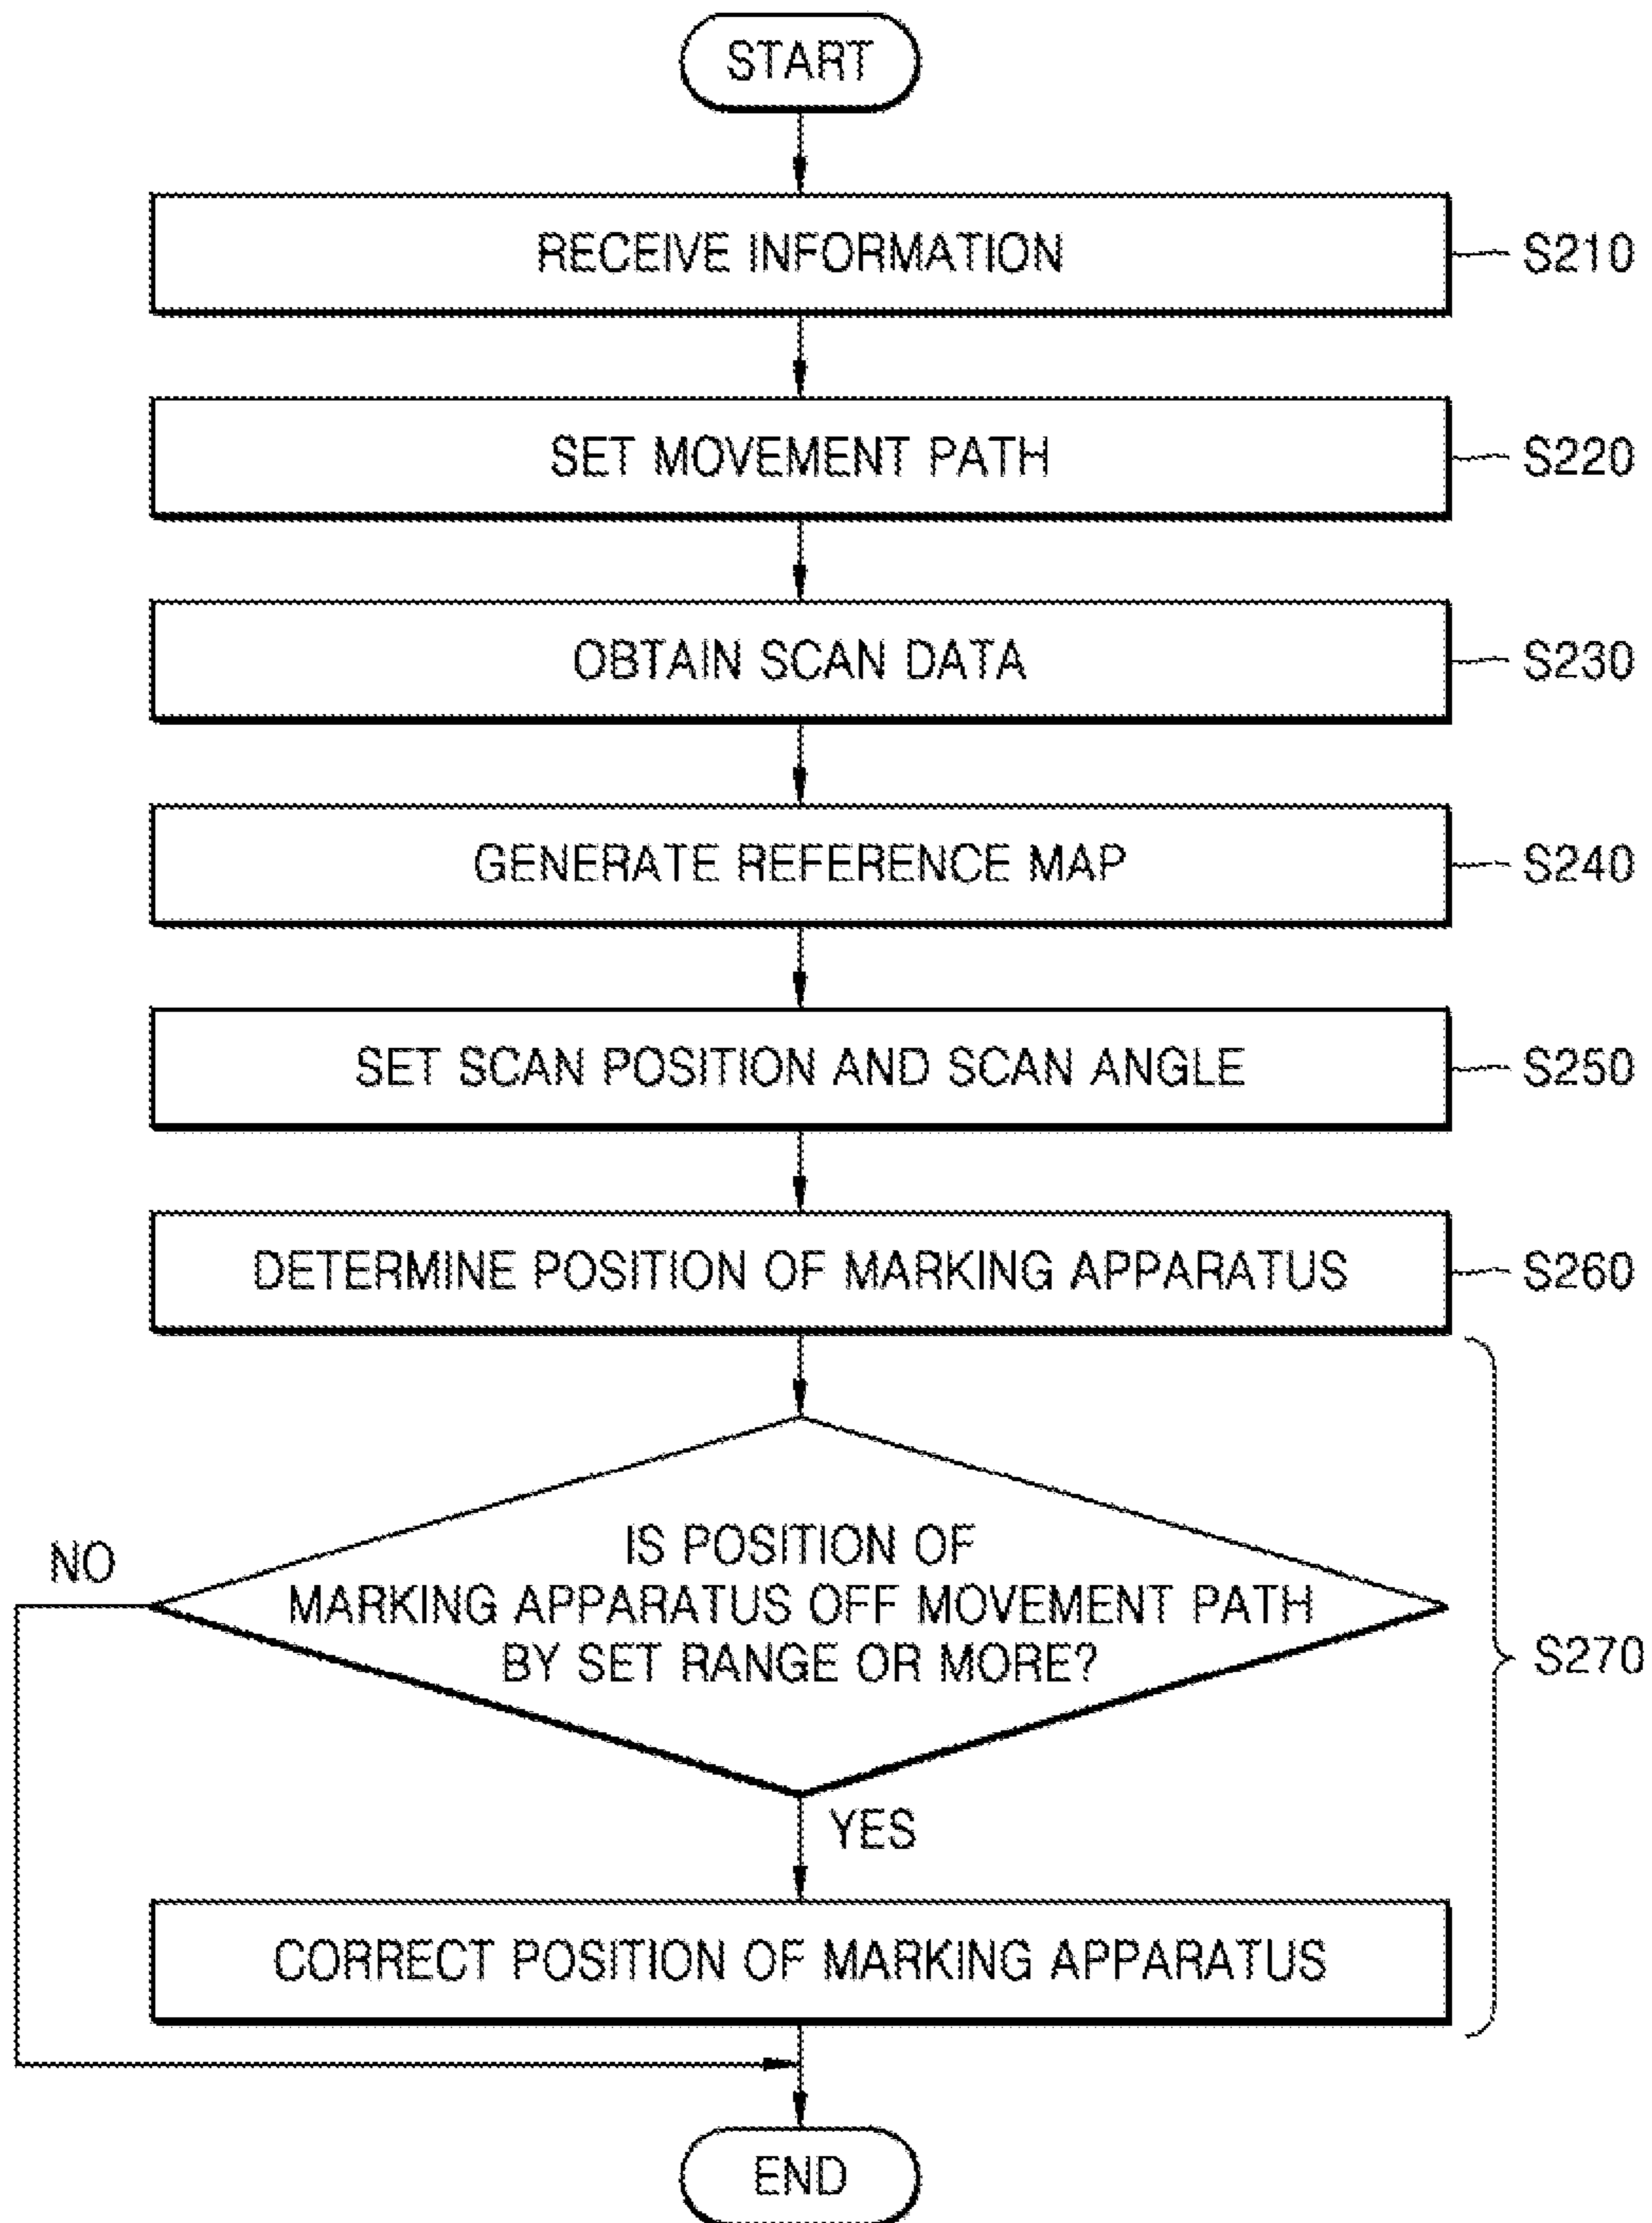 START
RECEIVE INFORMATION
S210
SET MOVEMENT PATH
S220
OBTAIN SCAN DATA
S230
GENERATE REFERENCE MAP
S240
SET SCAN POSITION AND SCAN ANGLE
S250
DETERMINE POSITION OF MARKING APPARATUS
S260
IS POSITION OF
MARKING APPARATUS OFF MOVEMENT PATH
BY SET RANGE OR MORE?
NO
S270
YES
CORRECT POSITION OF MARKING APPARATUS
END